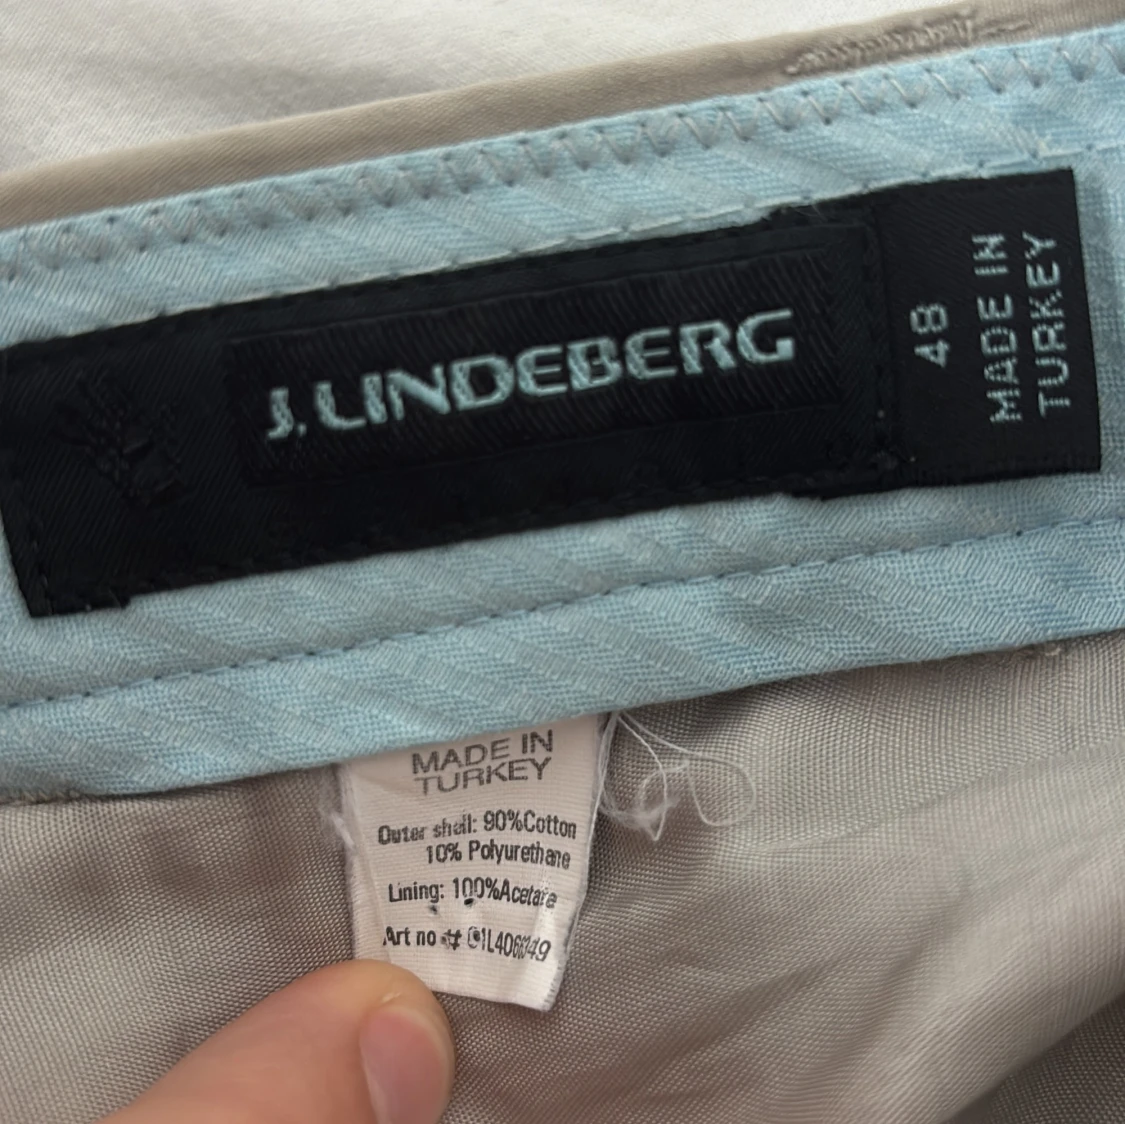 J.LINDEBERG
48
MADE IN
TURKEY
MADE IN
TURKEY
Outer shell: 90%Cotton
10% Polyurethane
Lining: 100%Acetate
Art no #